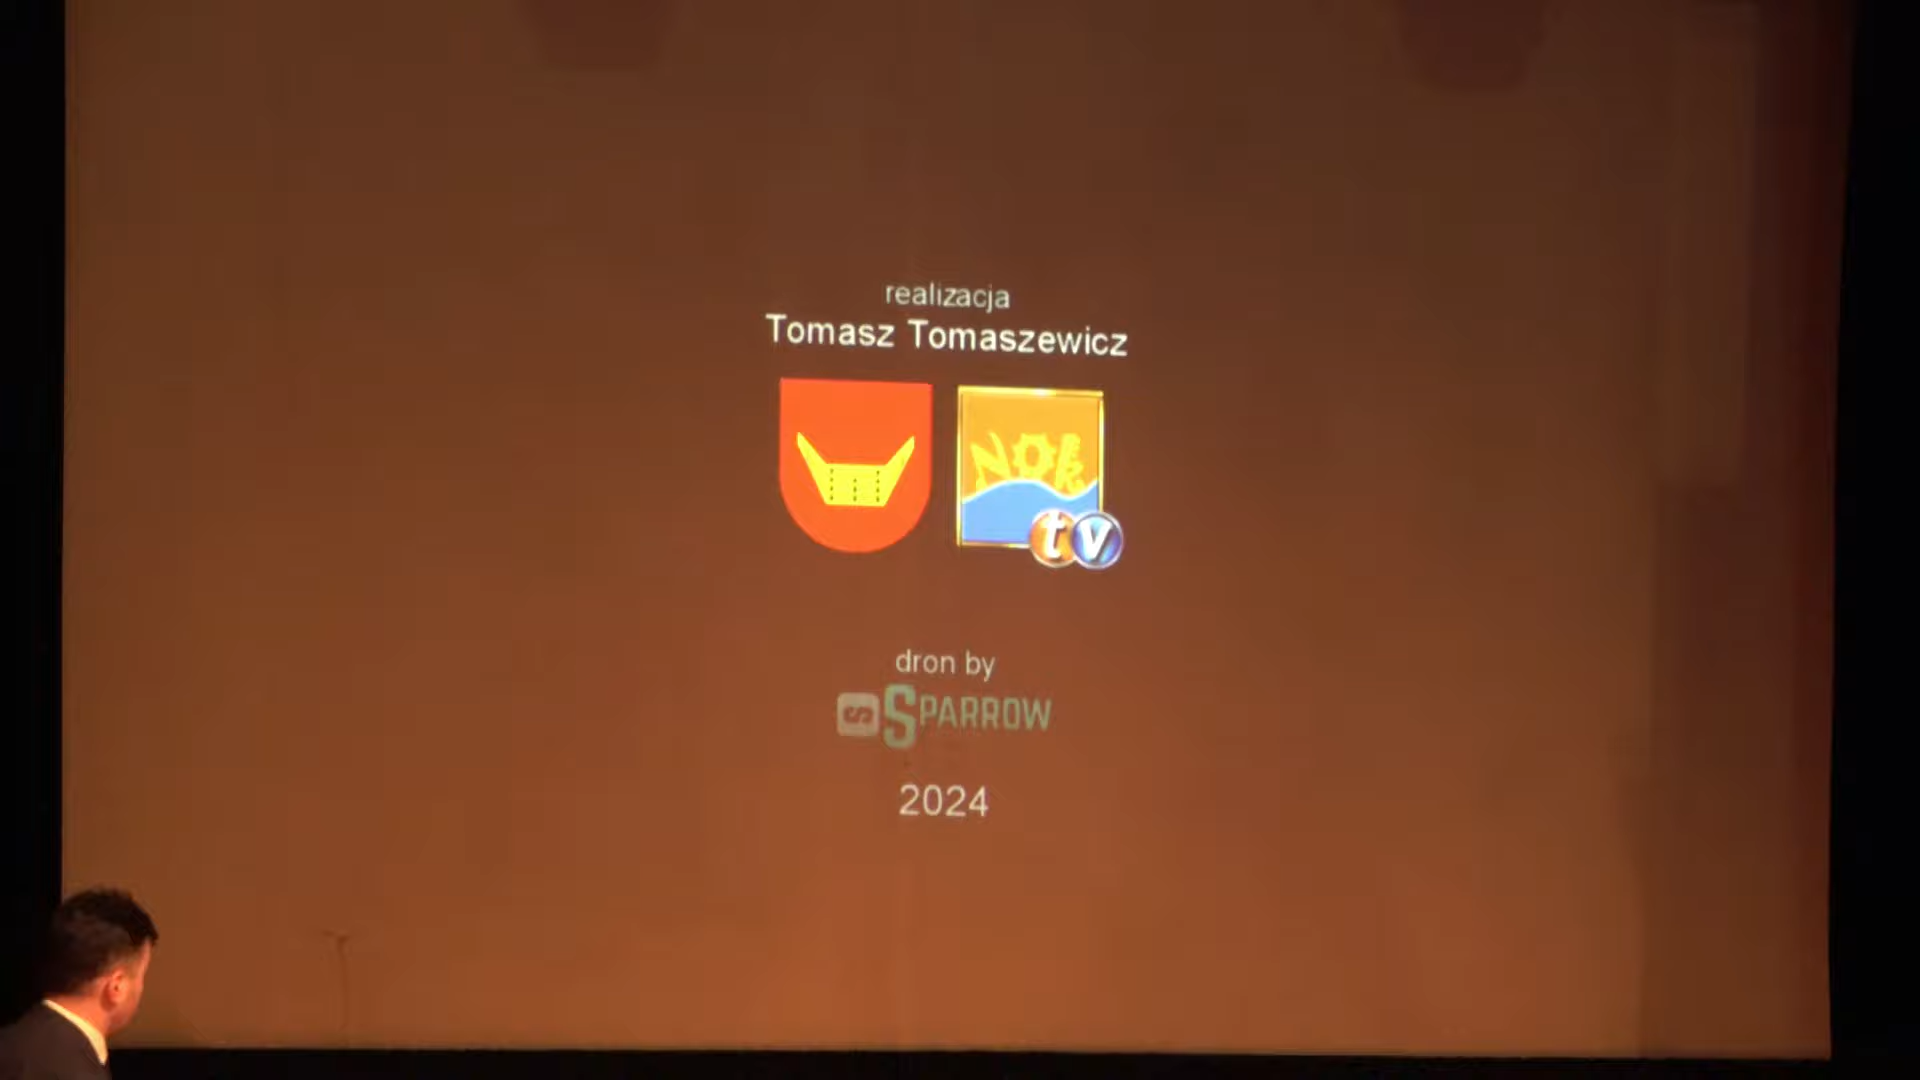 realizacja
Tomasz Tomaszewicz
NOK
tv
dron by
S SPARROW
2024